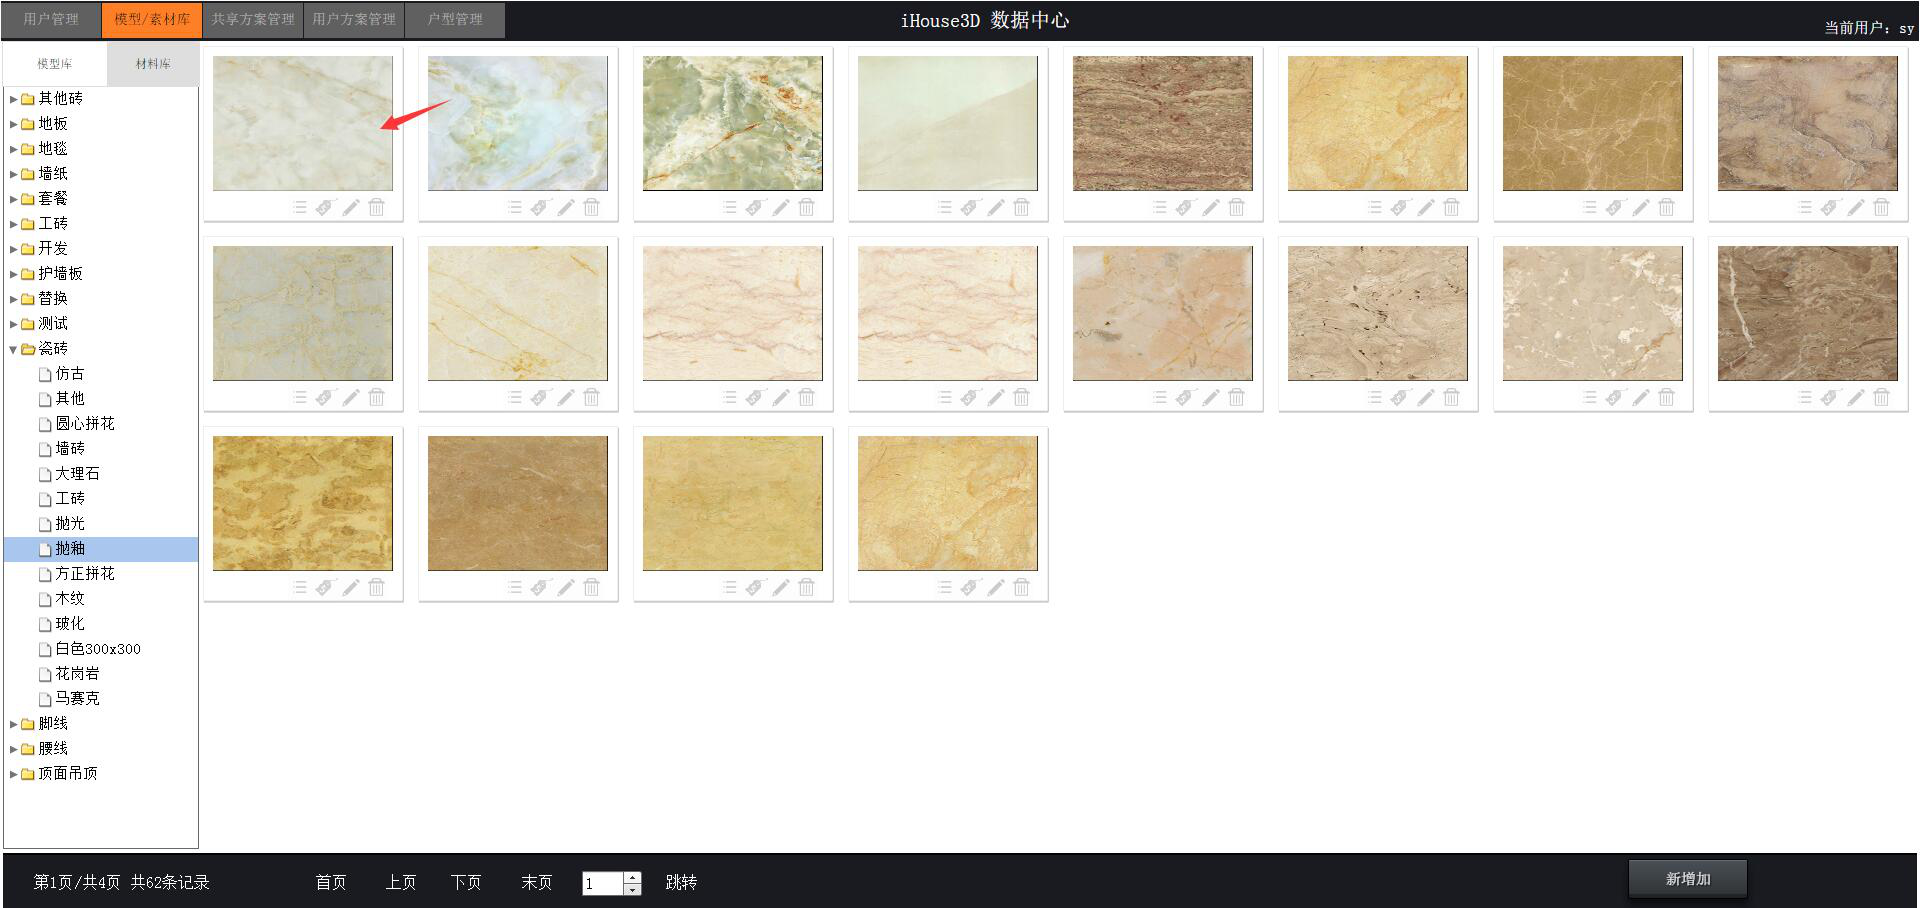 用户管理 模型/素材库 共享方案管理 用户方案管理 户型管理
iHouse3D 数据中心
当前用户：sy
模型库 材料库
其他砖
地板
地毯
墙纸
套餐
工砖
开发
护墙板
替换
测试
瓷砖
仿古
其他
圆心拼花
墙砖
大理石
工砖
抛光
抛釉
方正拼花
木纹
玻化
白色300x300
花岗岩
马赛克
脚线
腰线
顶面吊顶
第1页/共4页 共62条记录 首页 上页 下页 末页 1 跳转 新增加